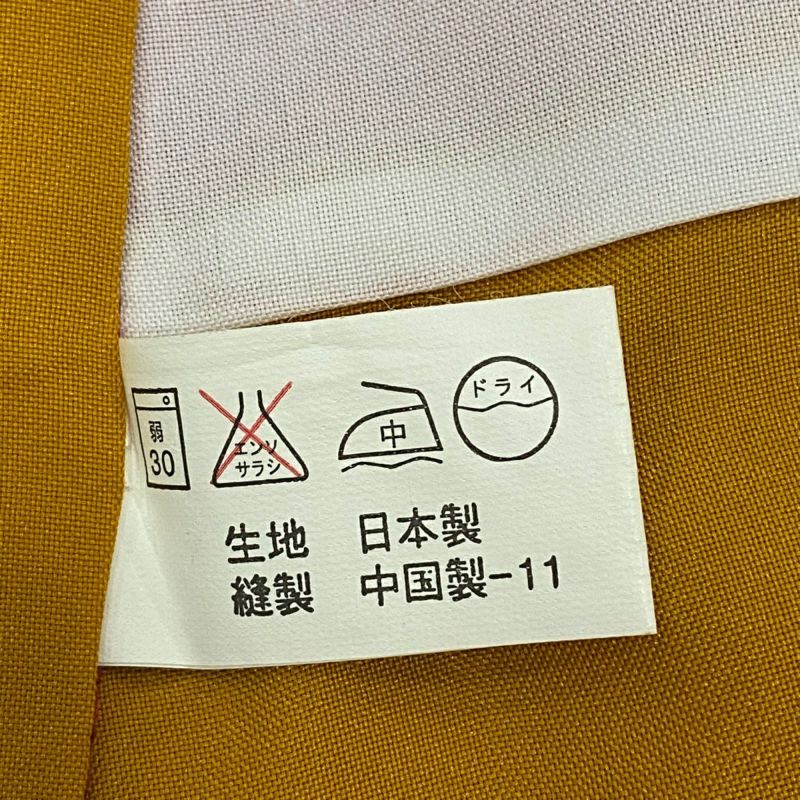 弱
30
エンソ
サラシ
中
ドライ
生地 日本製
縫製 中国製-11